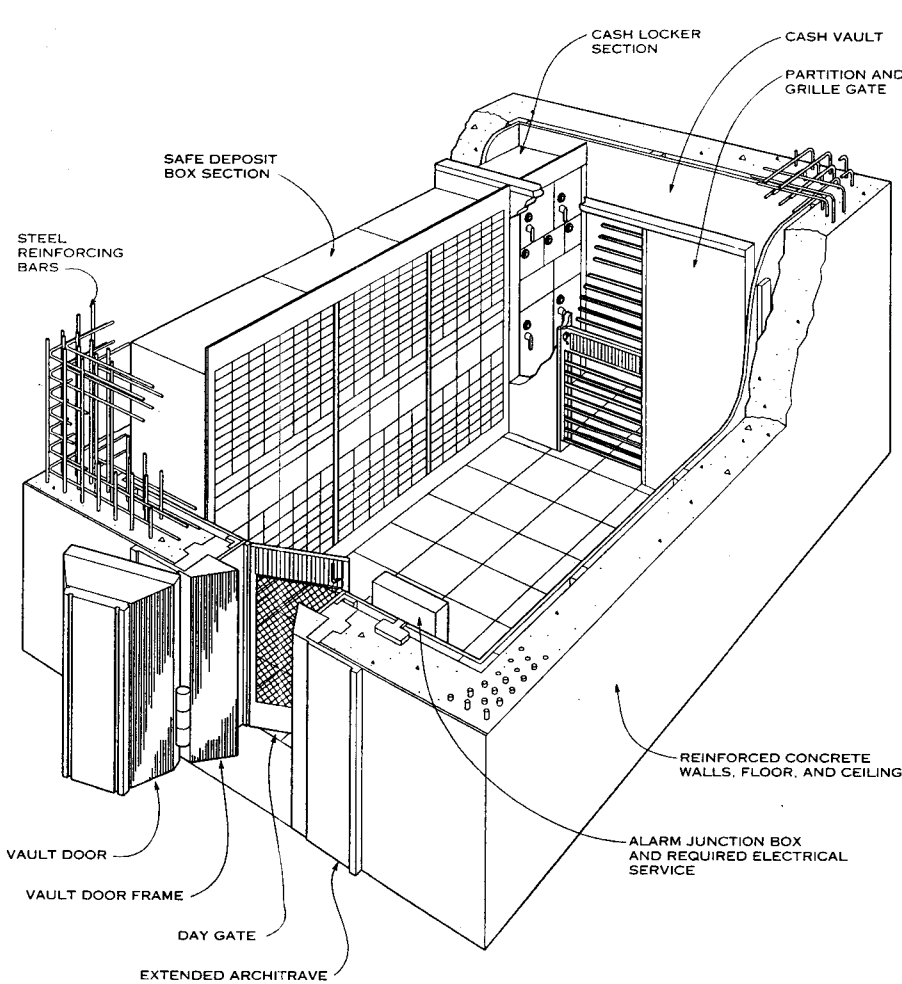 CASH LOCKER
SECTION
CASH VAULT
PARTITION AND
GRILLE GATE
SAFE DEPOSIT
BOX SECTION
STEEL
REINFORCING
BARS
REINFORCED CONCRETE
WALLS, FLOOR, AND CEILING
ALARM JUNCTION BOX
AND REQUIRED ELECTRICAL
SERVICE
VAULT DOOR
VAULT DOOR FRAME
DAY GATE
EXTENDED ARCHITRAVE